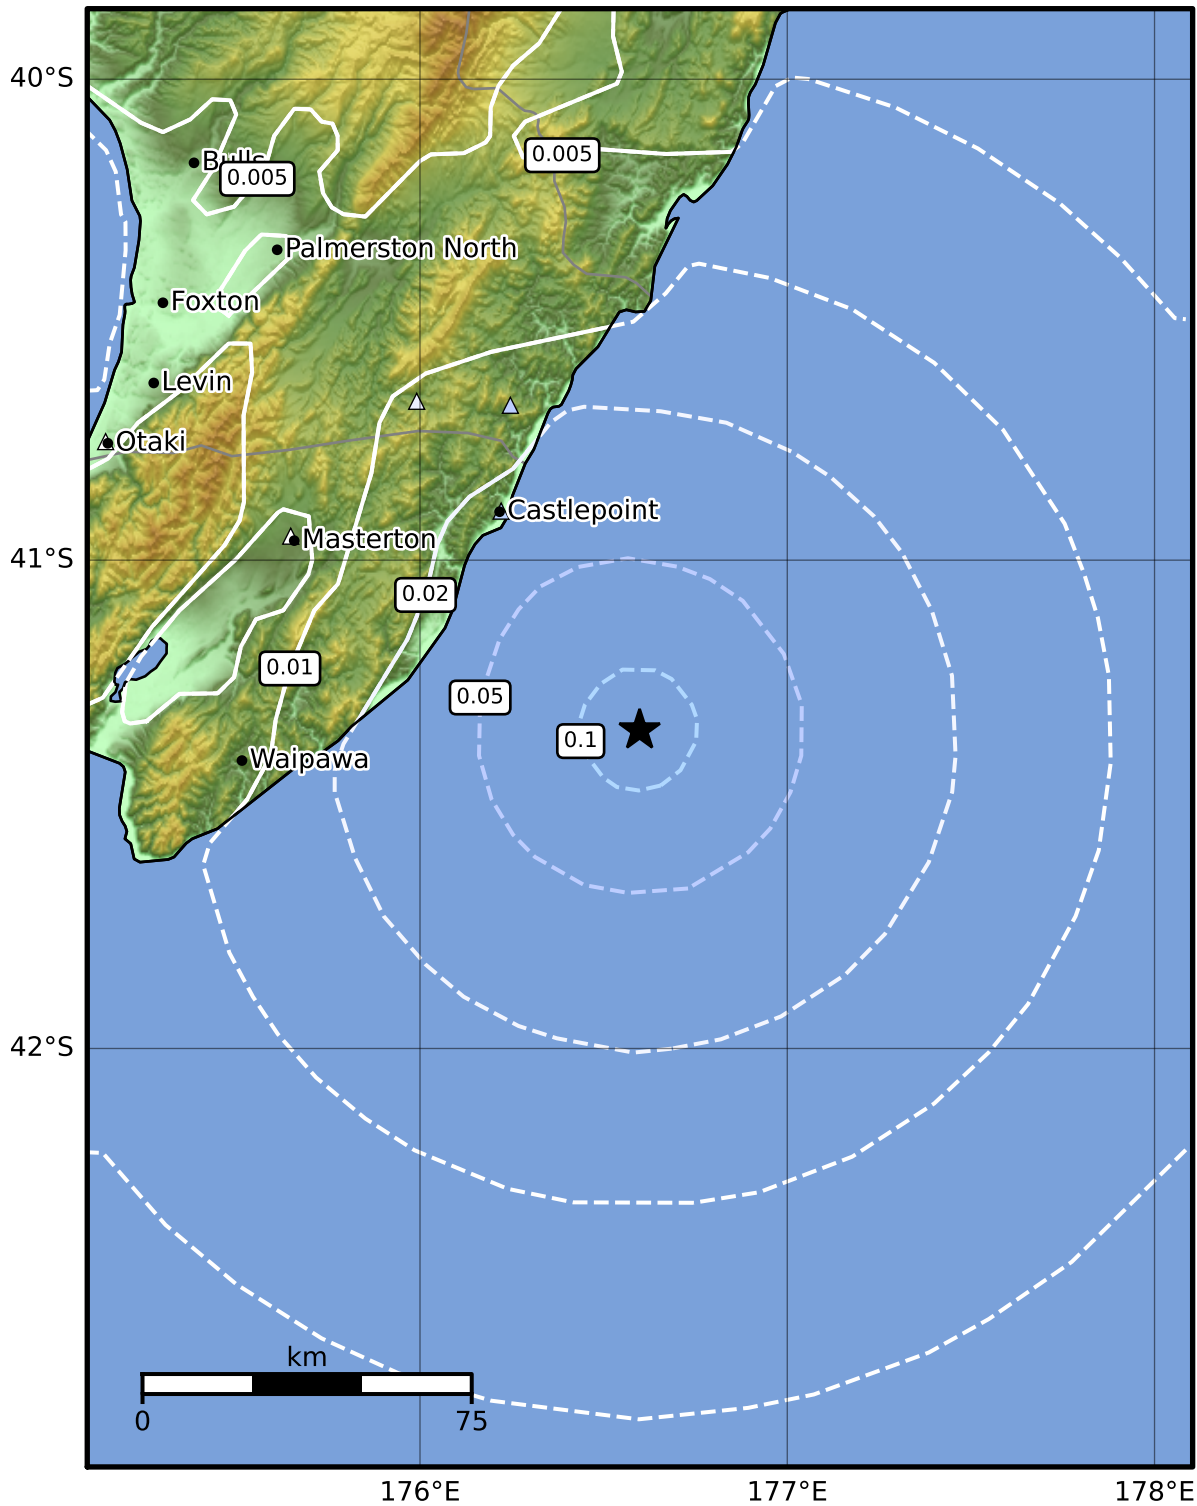 40°S
Bulls
0.005
0.005
Palmerston North
Foxton
Levin
Otaki
Castlepoint
Masterton
41°S
0.02
0.01
0.05
0.1
Waipawa
42°S
km
0 75
176°E 177°E 178°E